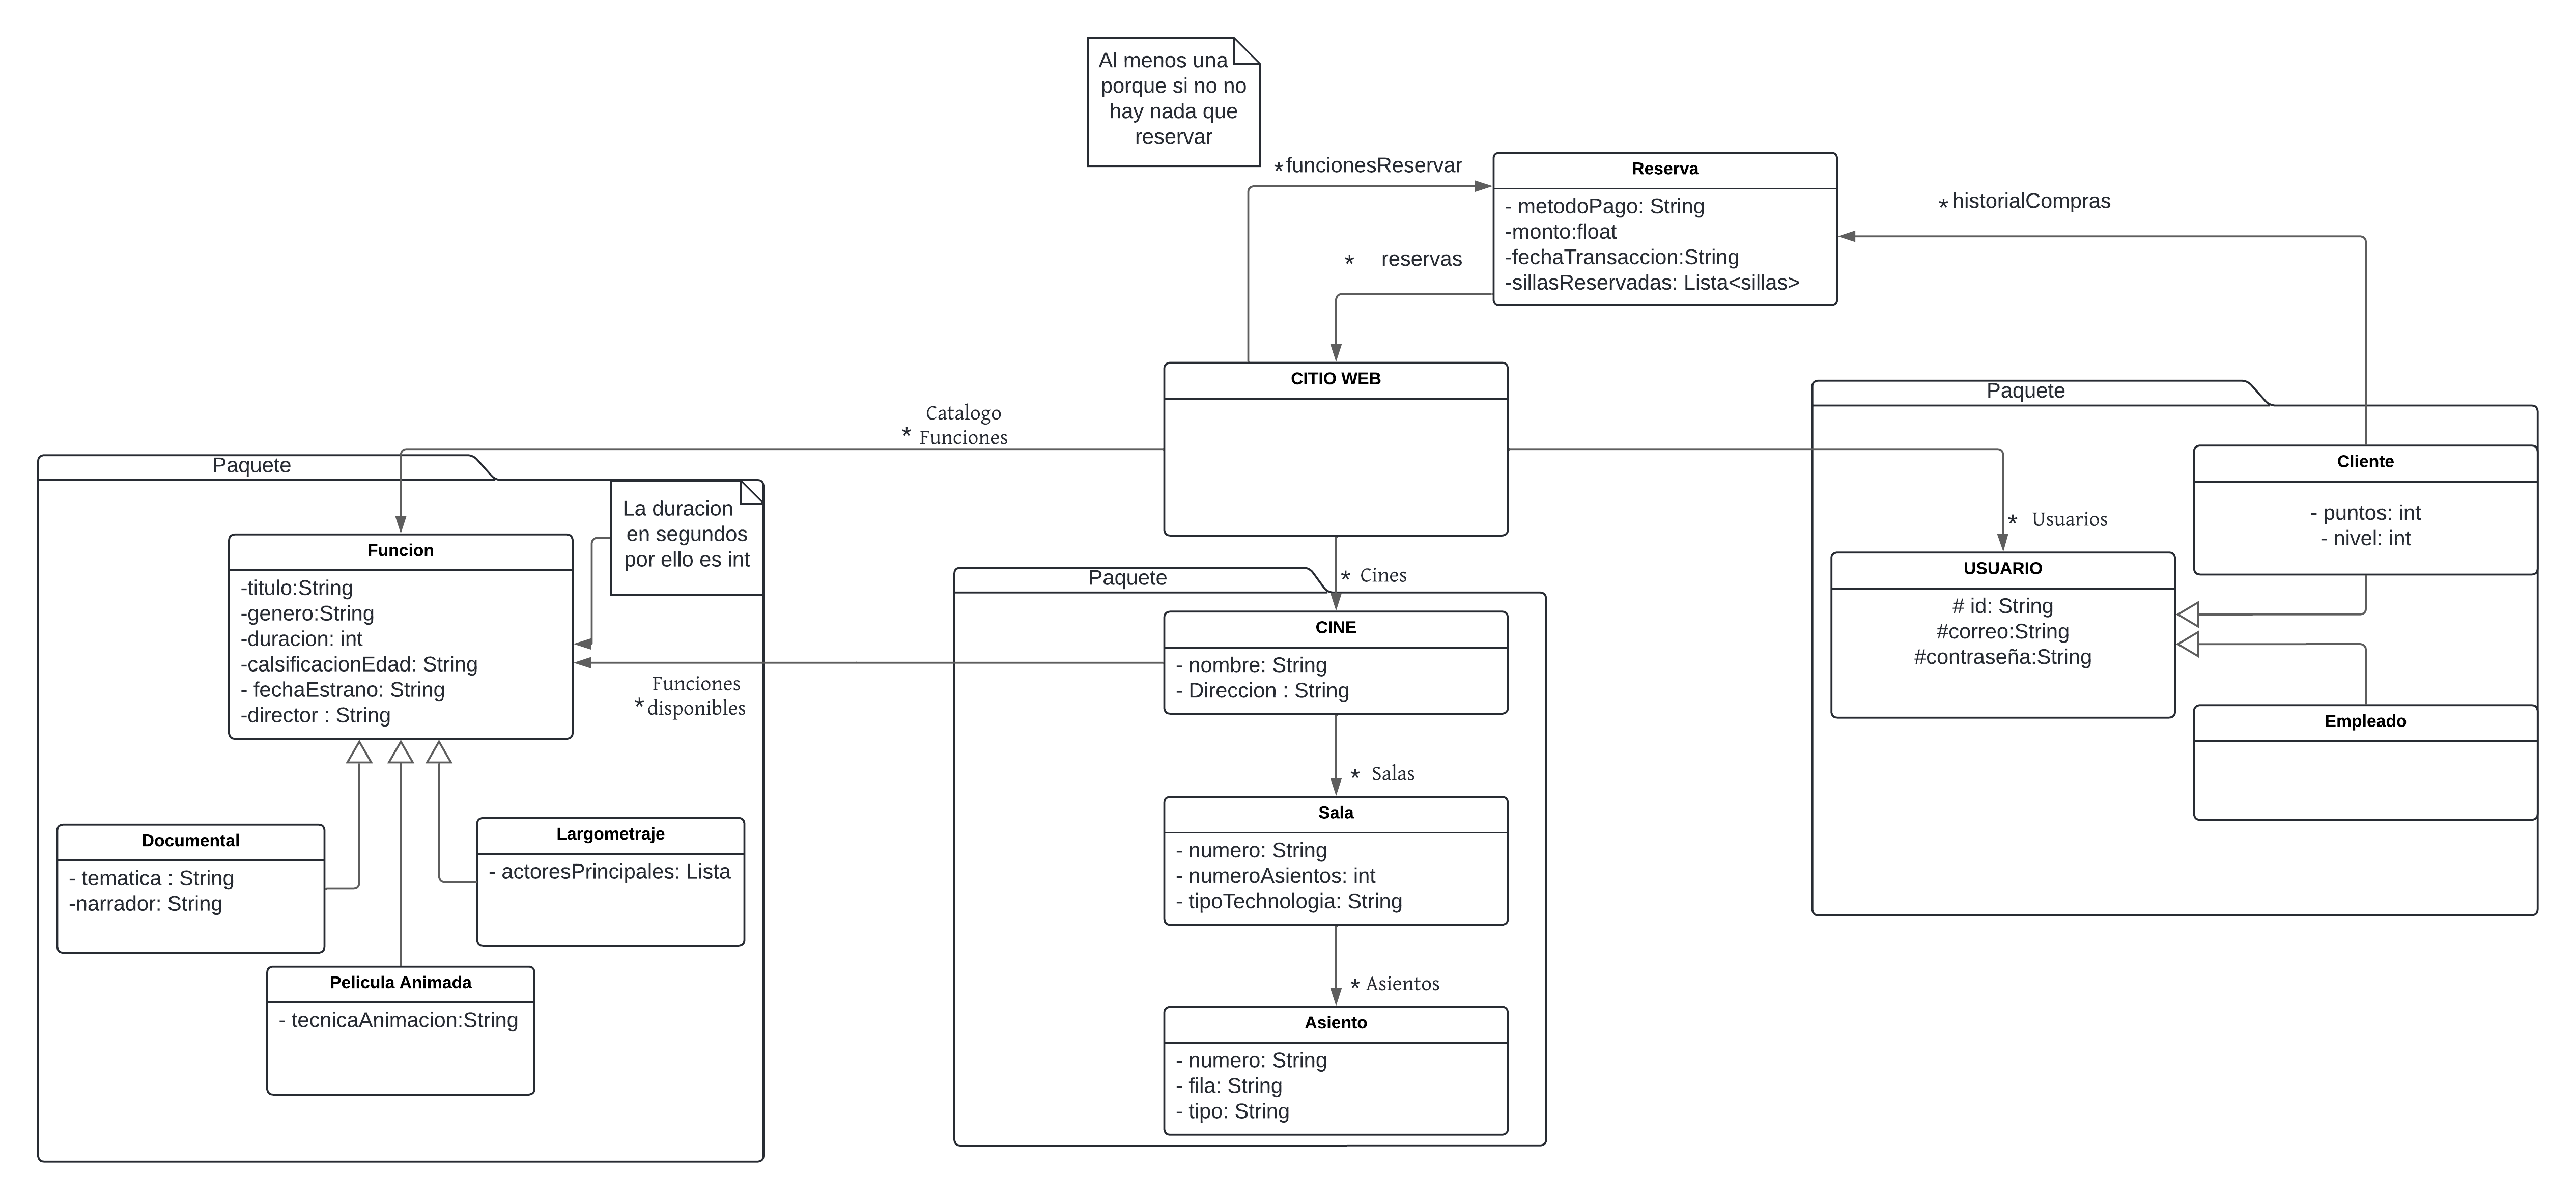 Al menos una
porque si no no
hay nada que
reservar
* funcionesReservar
Reserva
- metodoPago: String
-monto:float
-fechaTransaccion:String
-sillasReservadas: Lista<sillas>
* historialCompras
* reservas
CITIO WEB
Catalogo
* Funciones
Paquete
La duracion
en segundos
por ello es int
Funcion
-titulo:String
-genero:String
-duracion: int
-calsificacionEdad: String
- fechaEstrano: String
-director : String
Funciones
* disponibles
Documental
- tematica : String
-narrador: String
Largometraje
- actoresPrincipales: Lista
Pelicula Animada
- tecnicaAnimacion:String
Paquete
* Cines
CINE
- nombre: String
- Direccion : String
* Salas
Sala
- numero: String
- numeroAsientos: int
- tipoTechnologia: String
* Asientos
Asiento
- numero: String
- fila: String
- tipo: String
Paquete
Cliente
- puntos: int
- nivel: int
* Usuarios
USUARIO
# id: String
#correo:String
#contraseña:String
Empleado